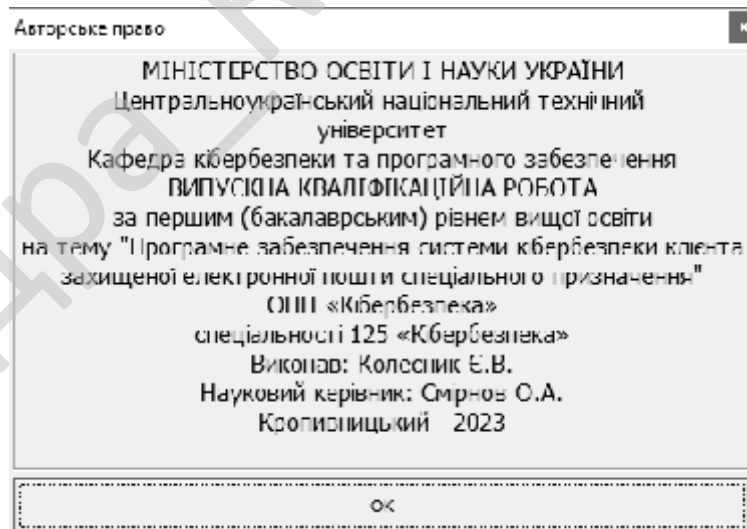 Авторське право
МІНІСТЕРСТВО ОСВІТИ І НАУКИ УКРАЇНИ
Центральноукраїнський національний технічний
університет
Кафедра кібербезпеки та програмного забезпечення
ВИПУСКНА КВАЛІФІКАЦІЙНА РОБОТА
за першим (бакалаврським) рівнем вищої освіти
на тему "Програмне забезпечення системи кібербезпеки клієнта
захищеної електронної пошти спеціального призначення"
ОПП «Кібербезпека»
спеціальності 125 «Кібербезпека»
Виконав: Колесник Є.В.
Науковий керівник: Смірнов О.А.
Кропивницький 2023
ОК